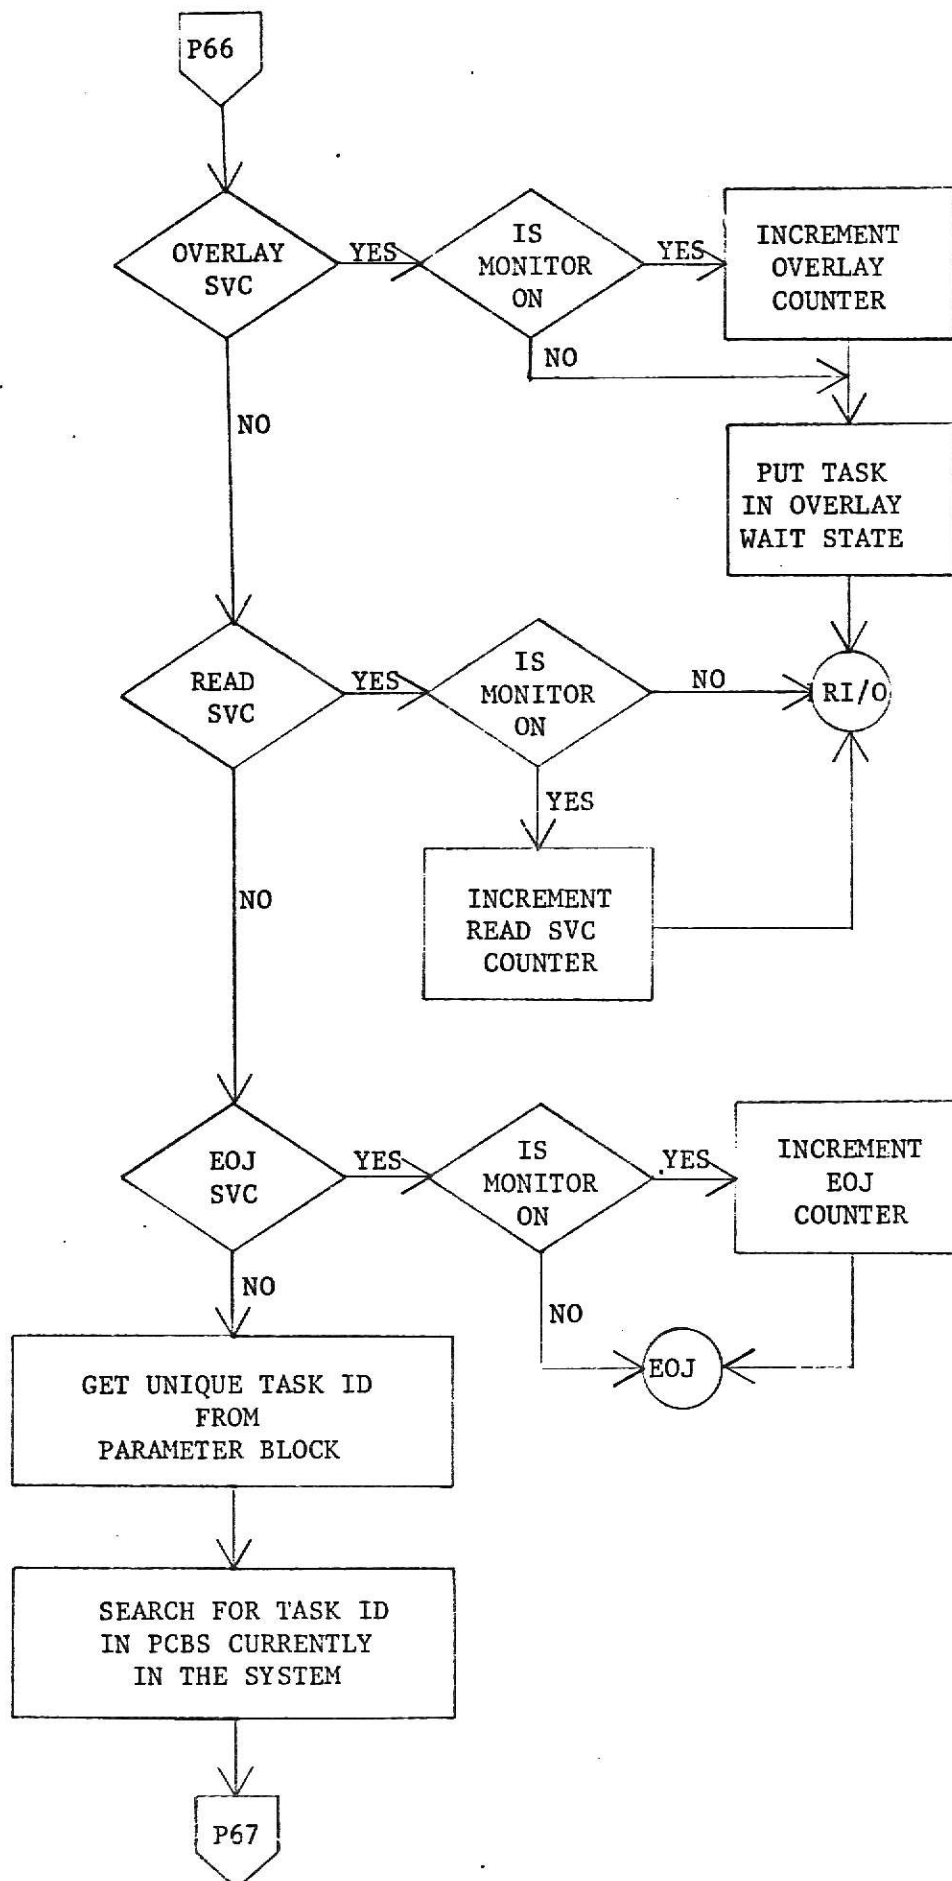 P66
OVERLAY
SVC
YES
IS
MONITOR
ON
YES
INCREMENT
OVERLAY
COUNTER
NO
NO
PUT TASK
IN OVERLAY
WAIT STATE
READ
SVC
YES
IS
MONITOR
ON
NO
RI/O
YES
NO
INCREMENT
READ SVC
COUNTER
EOJ
SVC
YES
IS
MONITOR
ON
YES
INCREMENT
EOJ
COUNTER
NO
NO
EOJ
GET UNIQUE TASK ID
FROM
PARAMETER BLOCK
SEARCH FOR TASK ID
IN PCBS CURRENTLY
IN THE SYSTEM
P67